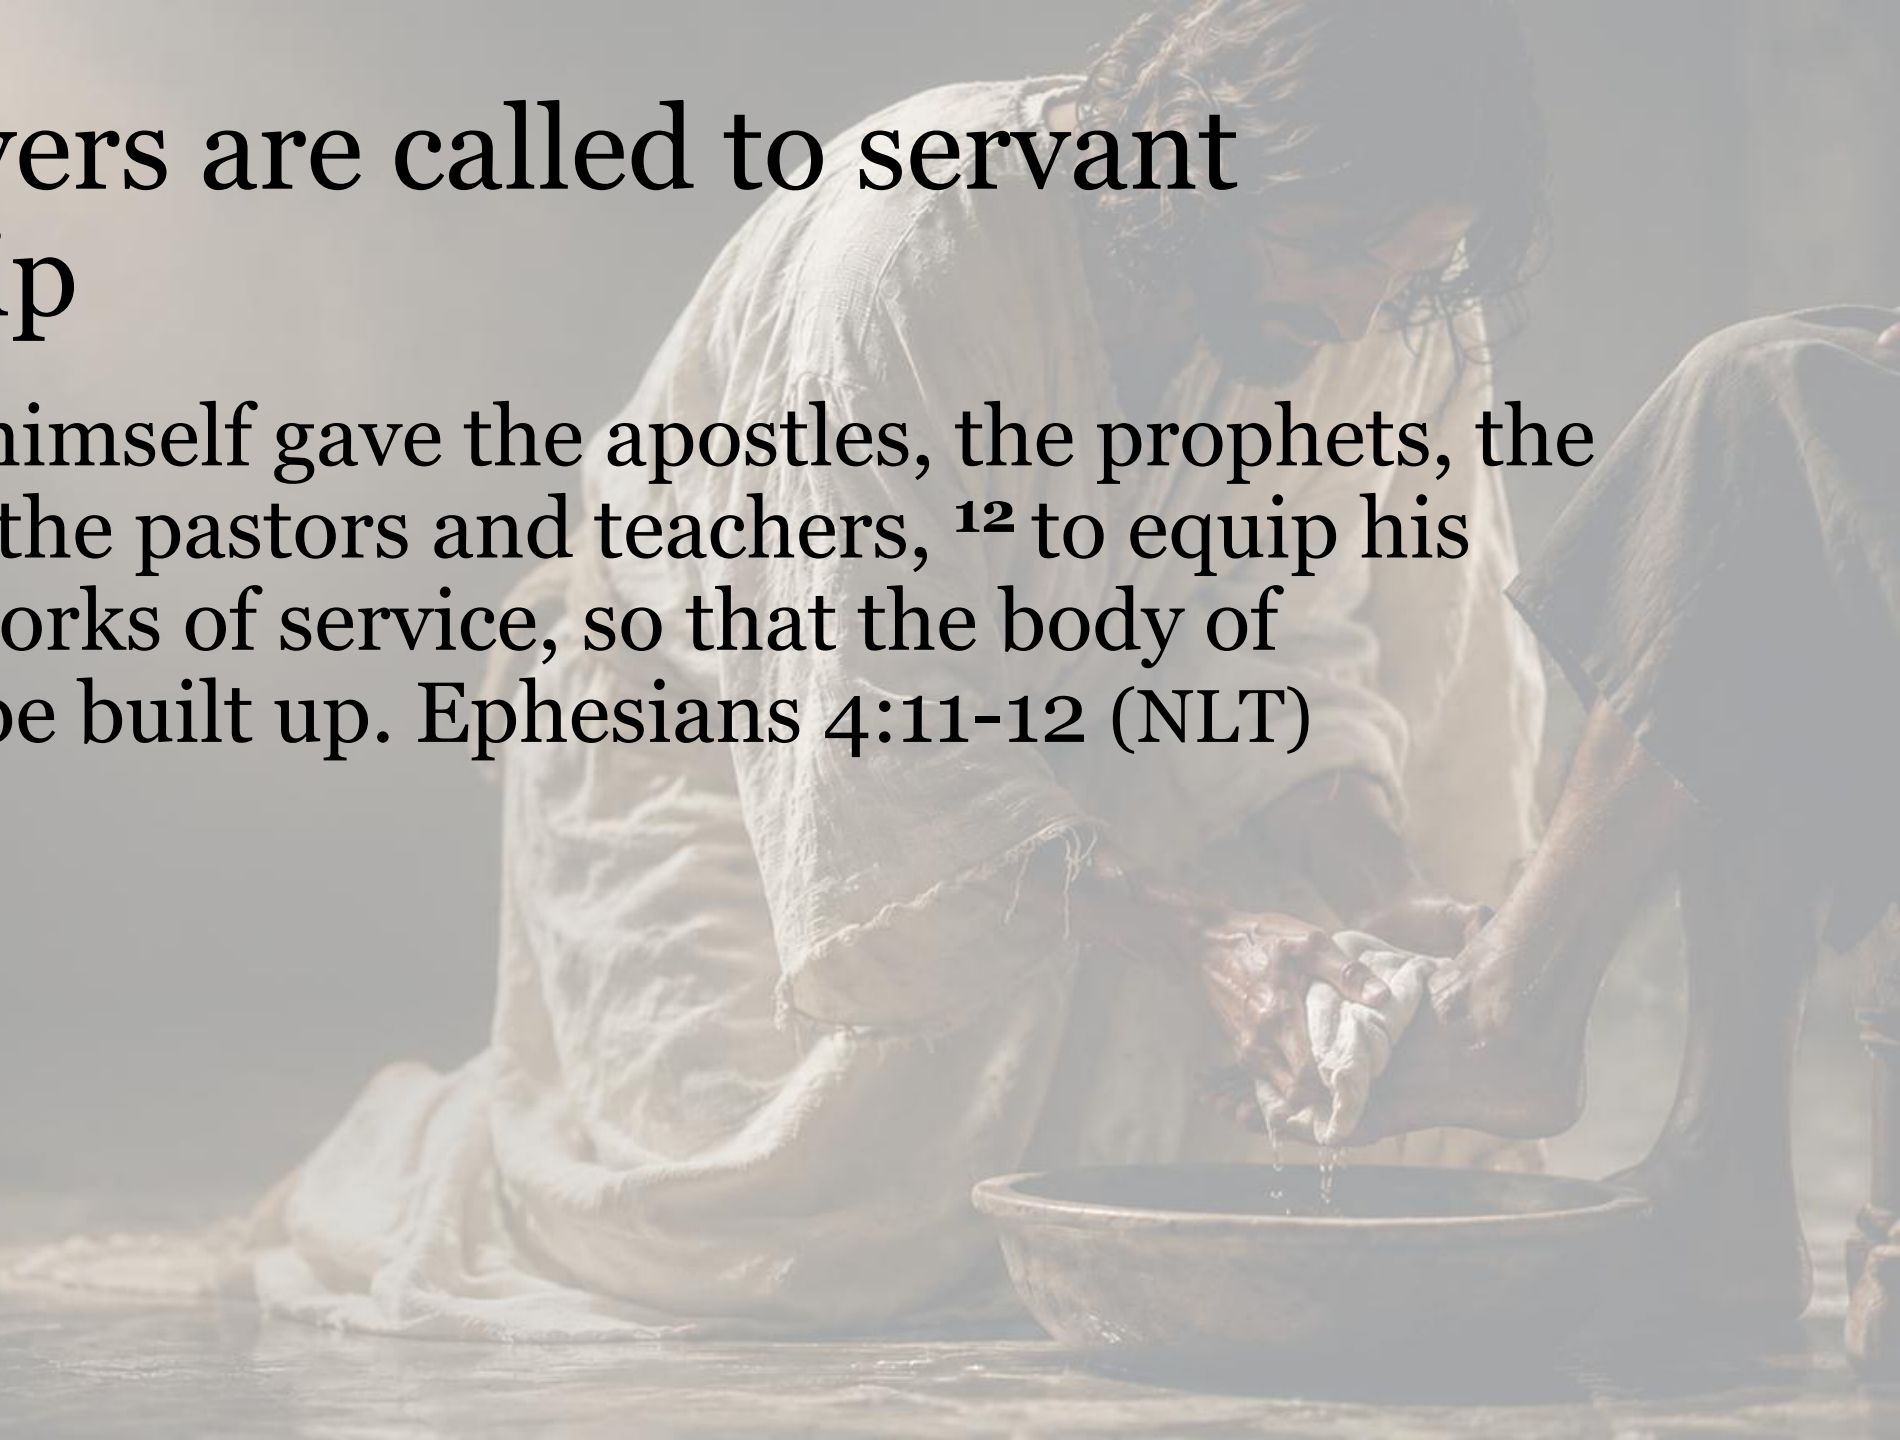 vers are called to servant
ip
himself gave the apostles, the prophets, the
the pastors and teachers, ¹² to equip his
orks of service, so that the body of
be built up. Ephesians 4:11-12 (NLT)